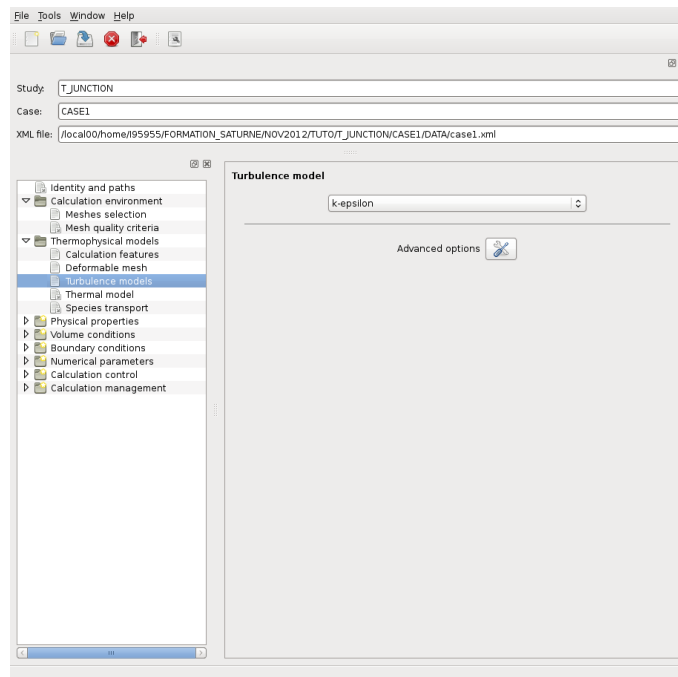 File Tools Window Help
Study: T_JUNCTION
Case: CASE1
XML file: /local00/home/I95955/FORMATION_SATURNE/NOV2012/TUTO/T_JUNCTION/CASE1/DATA/case1.xml
Identity and paths
Calculation environment
Meshes selection
Mesh quality criteria
Thermophysical models
Calculation features
Deformable mesh
Turbulence models
Thermal model
Species transport
Physical properties
Volume conditions
Boundary conditions
Numerical parameters
Calculation control
Calculation management
Turbulence model
k-epsilon
Advanced options